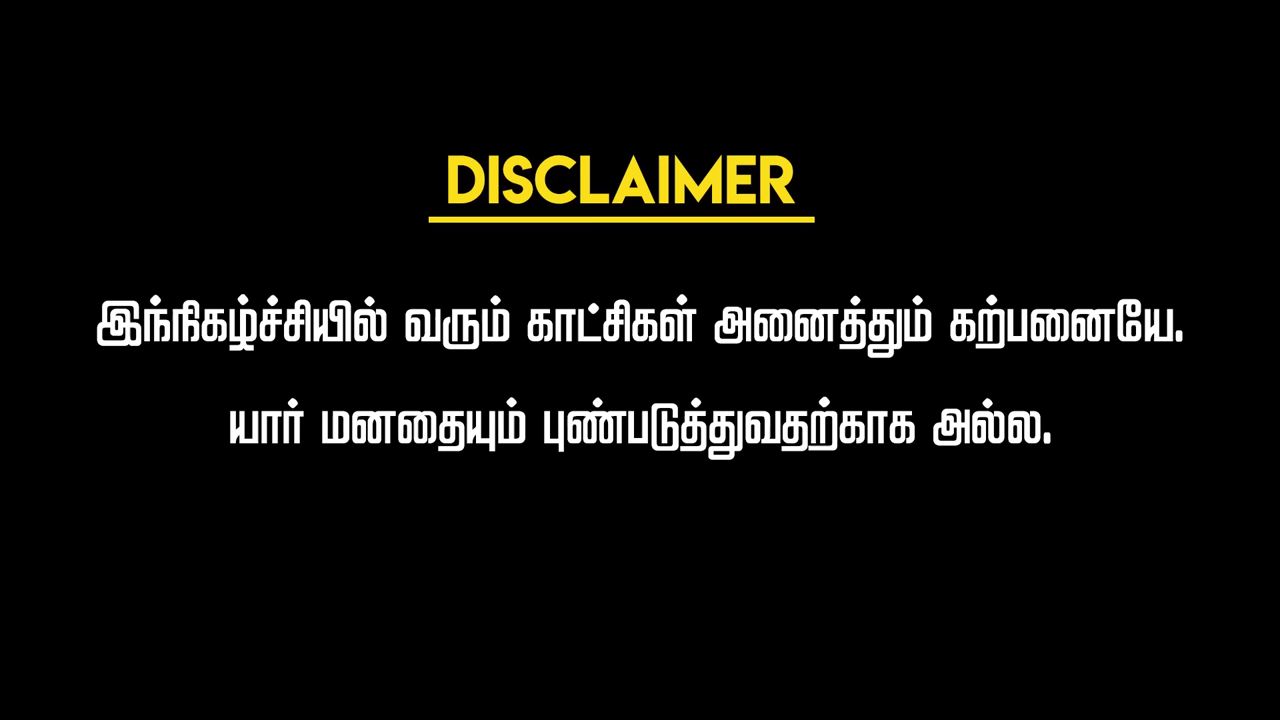 DISCLAIMER
இந்நிகழ்ச்சியில் வரும் காட்சிகள் அனைத்தும் கற்பனையே.
யார் மனதையும் புண்படுத்துவதற்காக அல்ல.